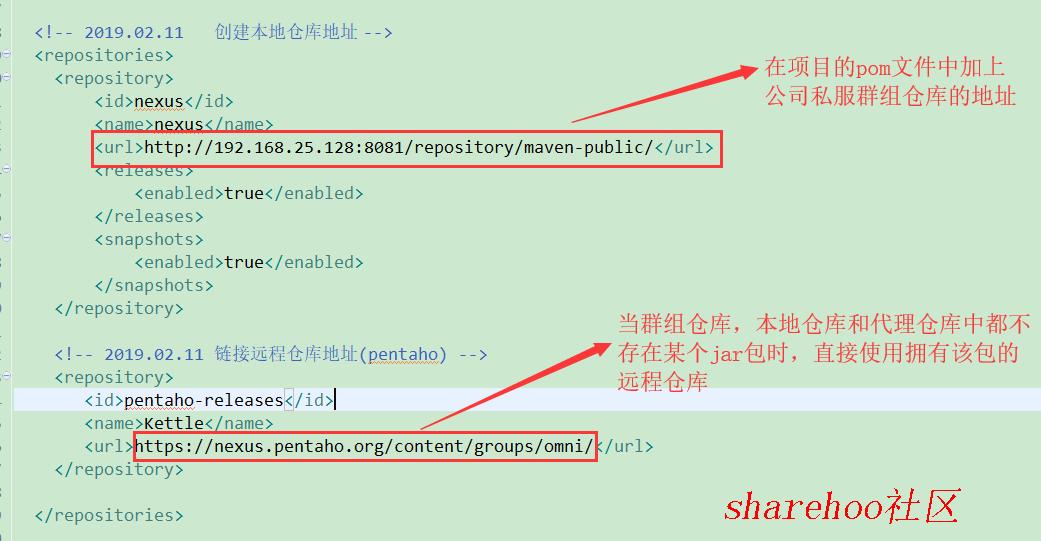 <!-- 2019.02.11   创建本地仓库地址 -->
<repositories>
<repository>
<id>nexus</id>
<name>nexus</name>
<url>http://192.168.25.128:8081/repository/maven-public/</url>
<releases>
<enabled>true</enabled>
</releases>
<snapshots>
<enabled>true</enabled>
</snapshots>
</repository>
在项目的pom文件中加上
公司私服群组仓库的地址
<!-- 2019.02.11 链接远程仓库地址(pentaho) -->
<repository>
<id>pentaho-releases</id>
<name>Kettle</name>
<url>https://nexus.pentaho.org/content/groups/omni/</url>
</repository>
</repositories>
当群组仓库，本地仓库和代理仓库中都不
存在某个jar包时，直接使用拥有该包的
远程仓库
sharehoo社区